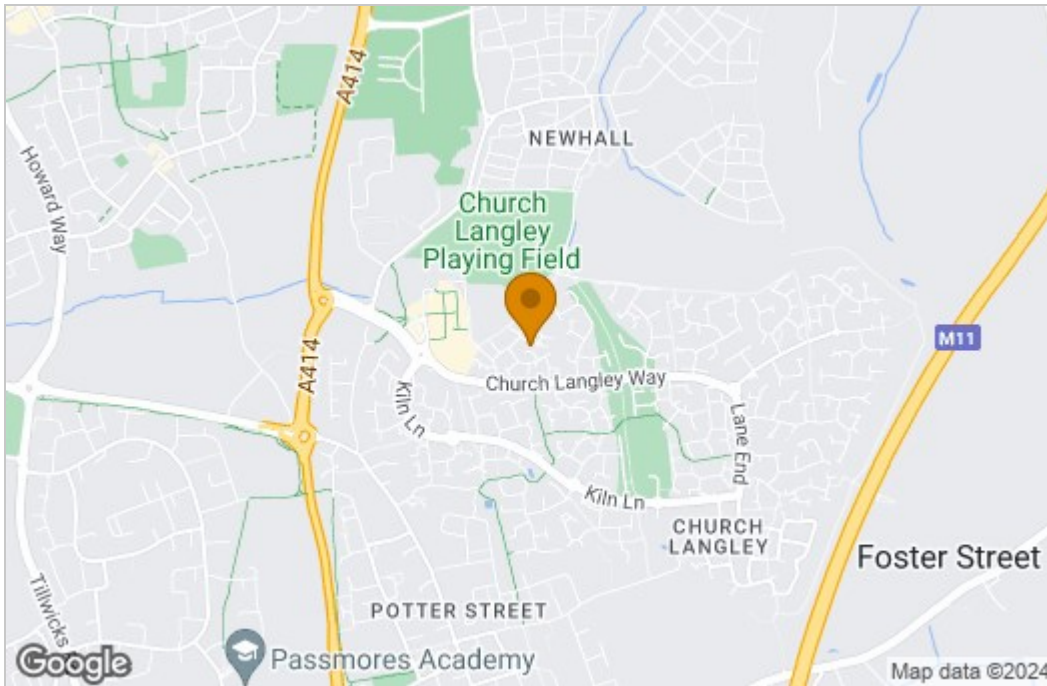 A414
NEWHALL
Howard Way
Church
Langley
Playing Field
M11
A414
Church Langley Way
Kiln Ln
Lane End
Kiln Ln
CHURCH
LANGLEY
Foster Street
Tillwicks
POTTER STREET
Passmores Academy
Google
Map data ©2024